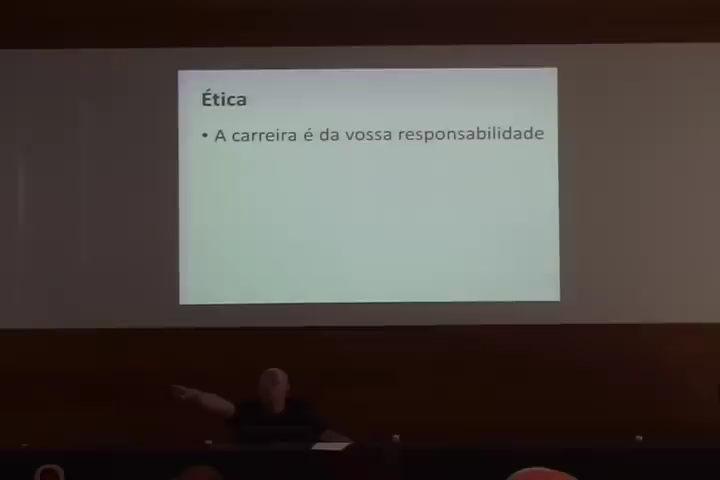 Ética
• A carreira é da vossa responsabilidade